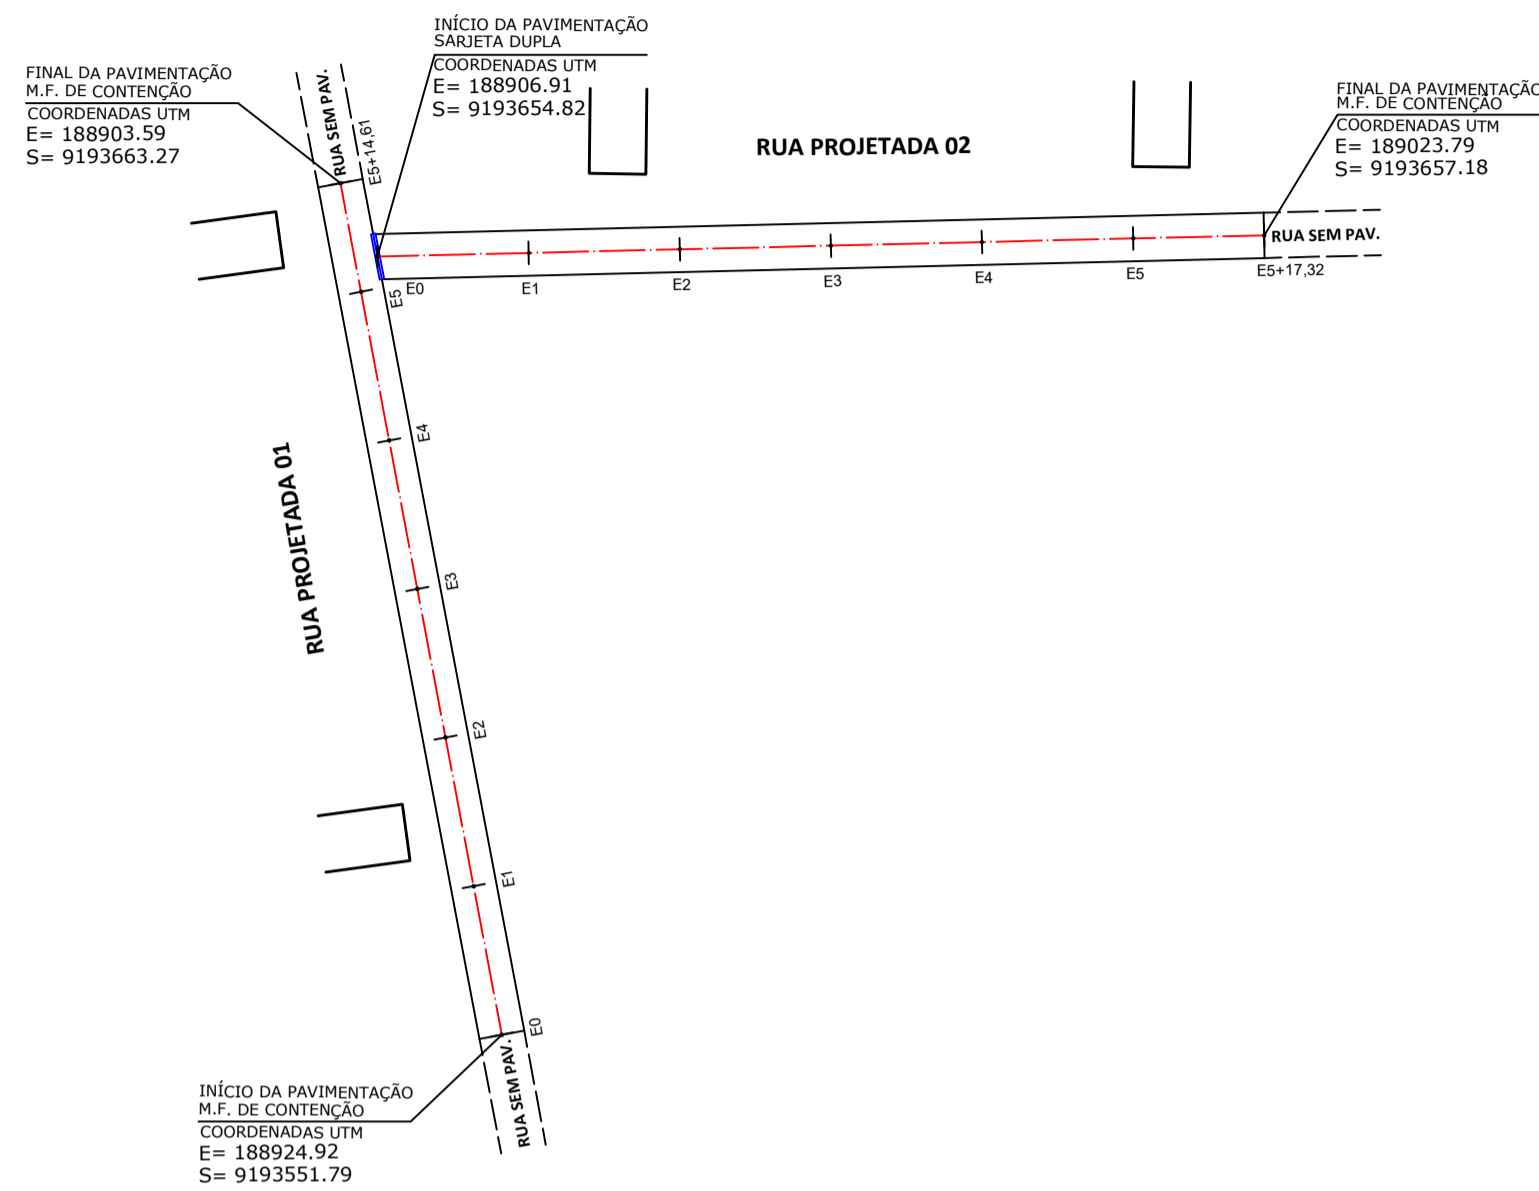 INÍCIO DA PAVIMENTAÇÃO
SARJETA DUPLA
COORDENADAS UTM
E= 188906.91
S= 9193654.82
FINAL DA PAVIMENTAÇÃO
M.F. DE CONTENÇÃO
COORDENADAS UTM
E= 188903.59
S= 9193663.27
FINAL DA PAVIMENTAÇÃO
M.F. DE CONTENÇÃO
COORDENADAS UTM
E= 189023.79
S= 9193657.18
RUA SEM PAV.
E5+14,61
RUA PROJETADA 02
RUA SEM PAV.
E0
E1
E2
E3
E4
E5
E5+17,32
E5
E4
E3
E2
E1
E0
RUA PROJETADA 01
RUA SEM PAV.
INÍCIO DA PAVIMENTAÇÃO
M.F. DE CONTENÇÃO
COORDENADAS UTM
E= 188924.92
S= 9193551.79